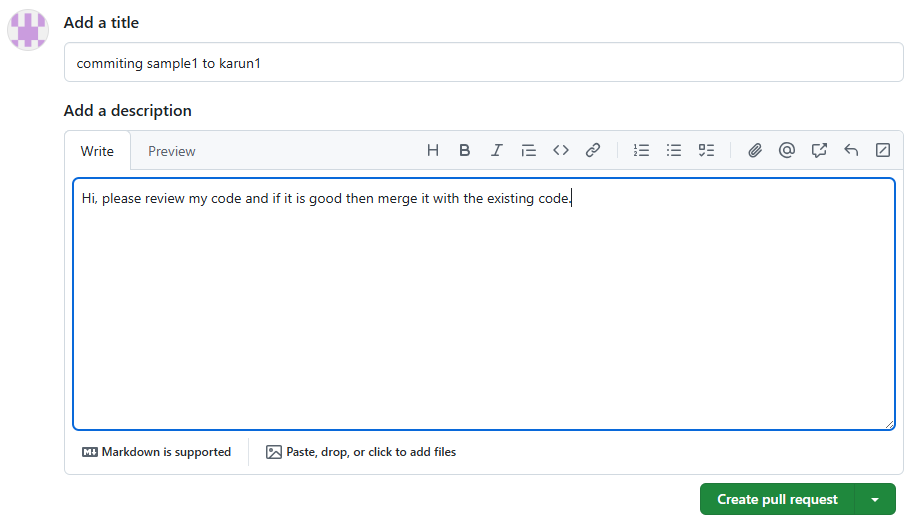 Add a title
commiting sample1 to karun1
Add a description
Write Preview H B I
Hi, please review my code and if it is good then merge it with the existing code.
Markdown is supported Paste, drop, or click to add files
Create pull request